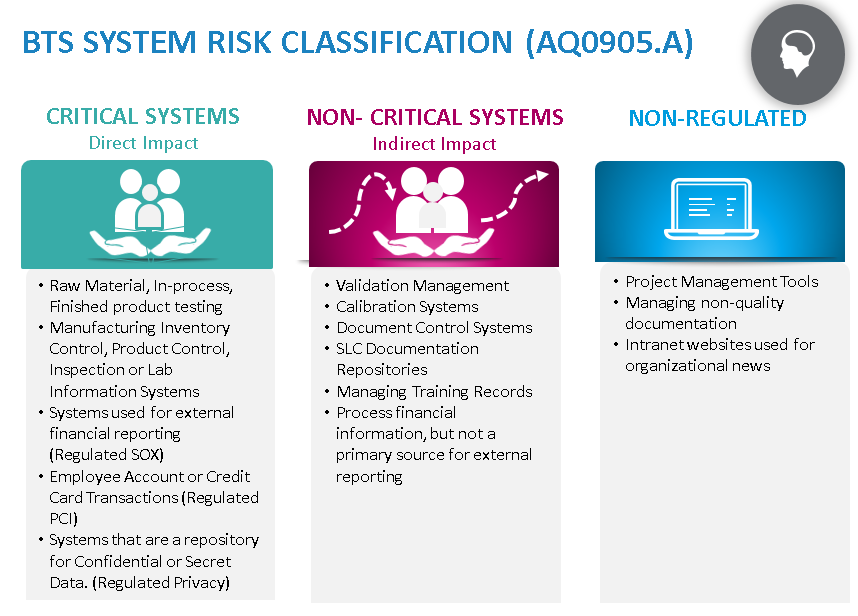 BTS SYSTEM RISK CLASSIFICATION (AQ0905.A)
CRITICAL SYSTEMS
Direct Impact
• Raw Material, In-process,
Finished product testing
• Manufacturing Inventory
Control, Product Control,
Inspection or Lab
Information Systems
• Systems used for external
financial reporting
(Regulated SOX)
• Employee Account or Credit
Card Transactions (Regulated
PCI)
• Systems that are a repository
for Confidential or Secret
Data. (Regulated Privacy)
NON- CRITICAL SYSTEMS
Indirect Impact
• Validation Management
• Calibration Systems
• Document Control Systems
• SLC Documentation
Repositories
• Managing Training Records
• Process financial
information, but not a
primary source for external
reporting
NON-REGULATED
• Project Management Tools
• Managing non-quality
documentation
• Intranet websites used for
organizational news